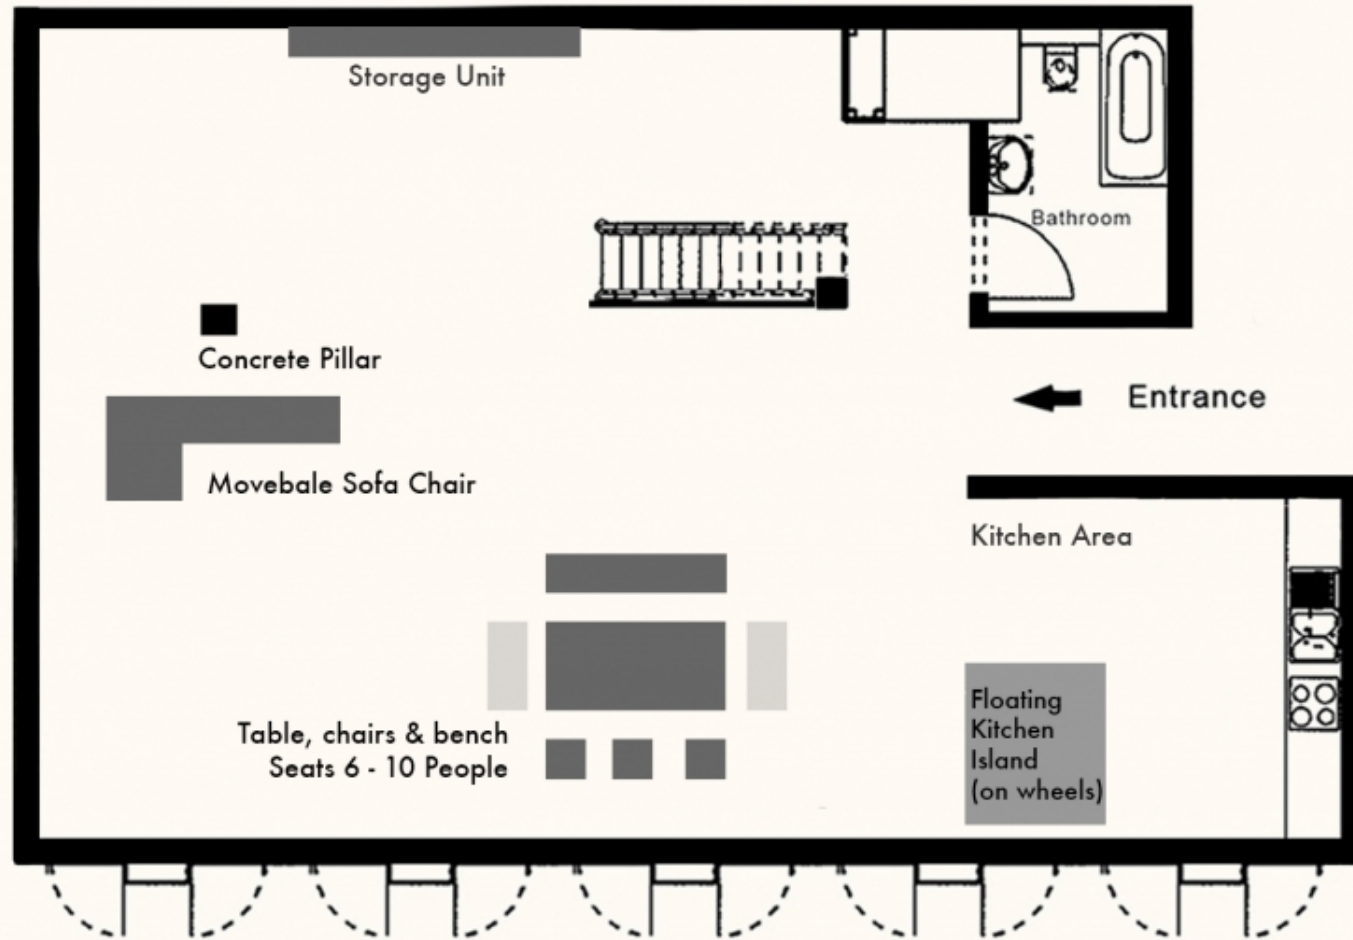 Storage Unit
Bathroom
Concrete Pillar
Entrance
Movebale Sofa Chair
Kitchen Area
Floating
Kitchen
Island
(on wheels)
Table, chairs & bench
Seats 6 - 10 People